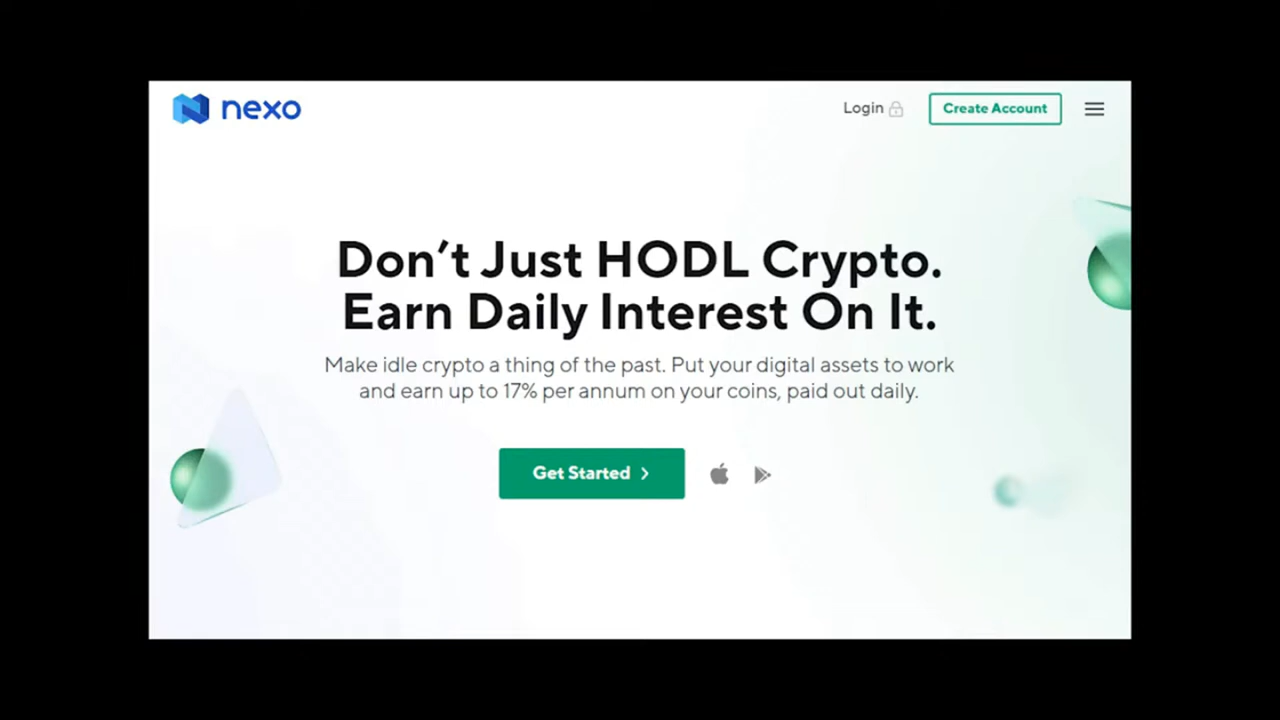 nexo
Login
Create Account
Don’t Just HODL Crypto.
Earn Daily Interest On It.
Make idle crypto a thing of the past. Put your digital assets to work
and earn up to 17% per annum on your coins, paid out daily.
Get Started